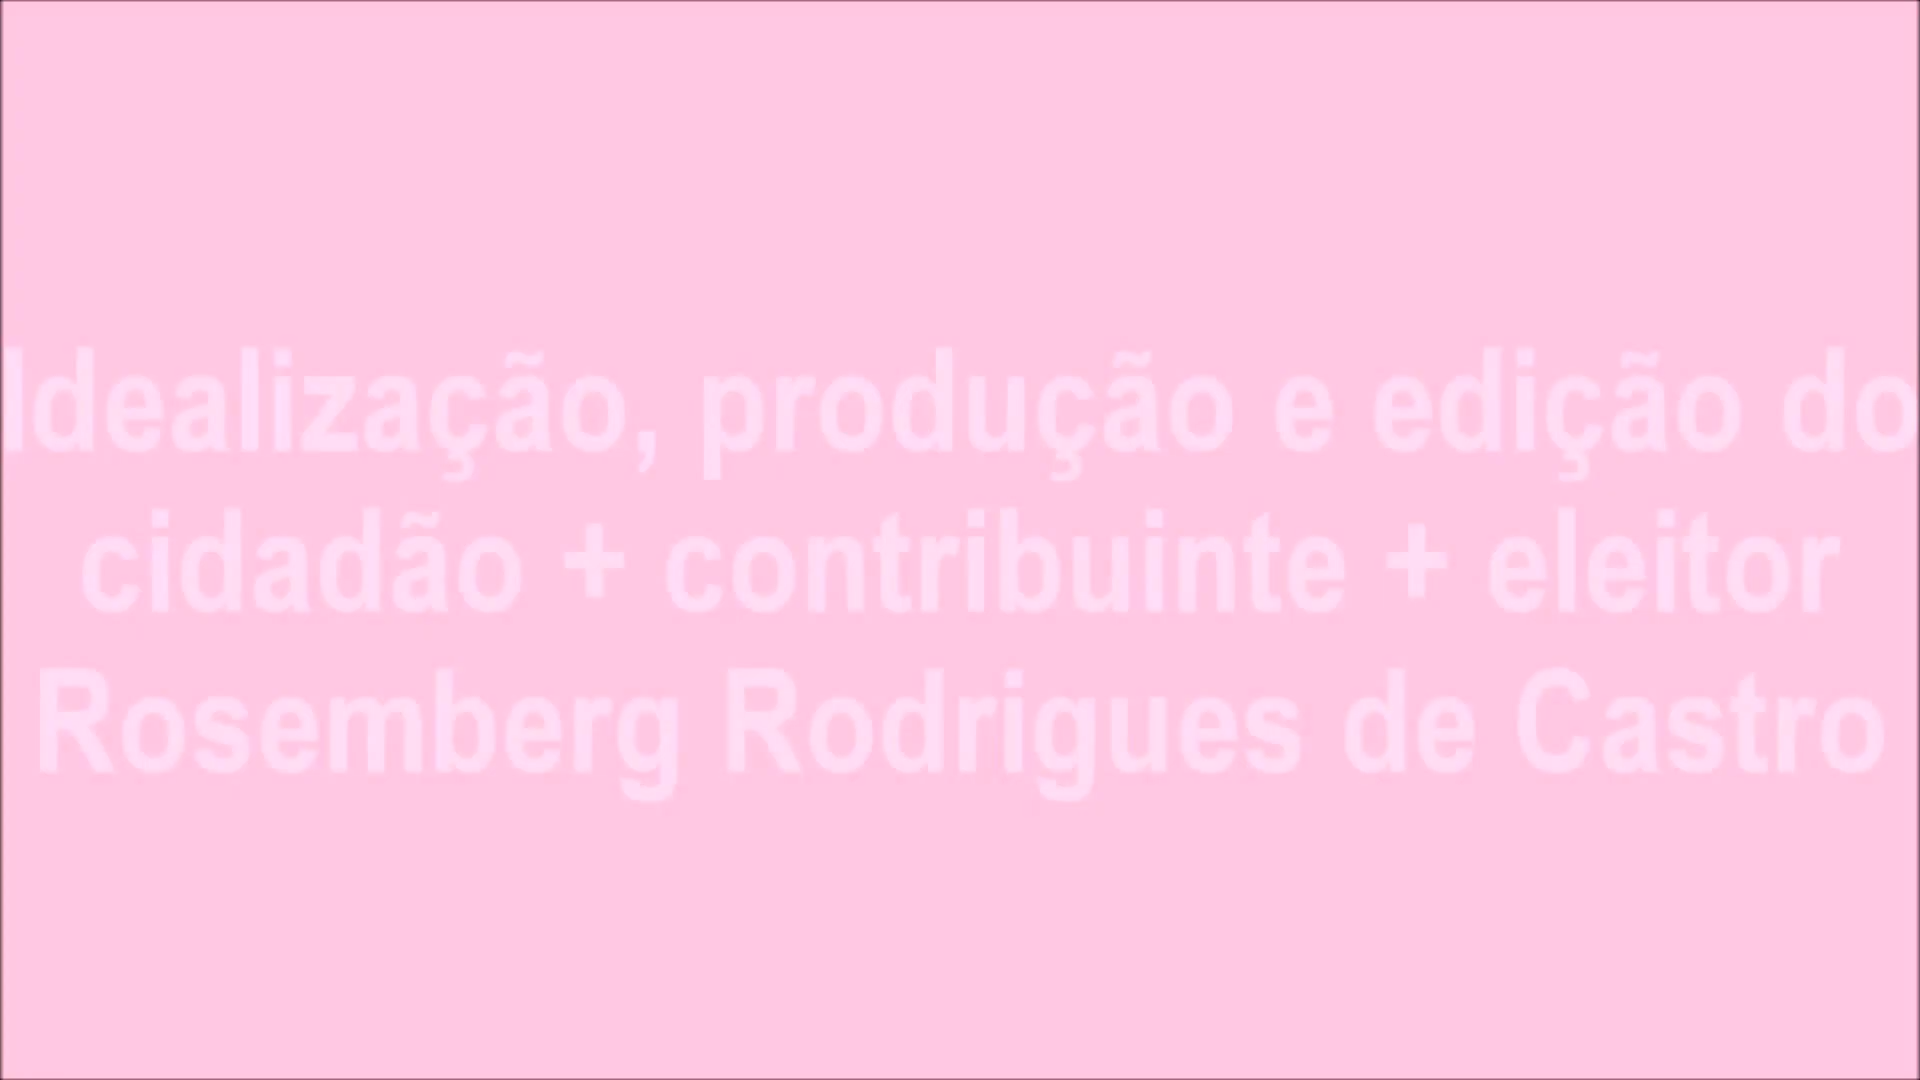 Idealização, produção e edição do
cidadão + contribuinte + eleitor
Rosemberg Rodrigues de Castro